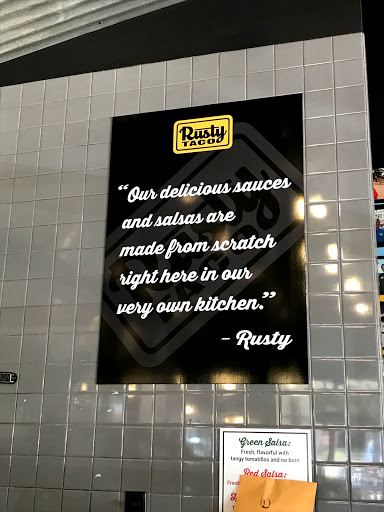 Rusty
TACO
“Our delicious sauces
and salsas are
made from scratch
right here in our
very own kitchen.”
- Rusty
Green Salsa:
Fresh, flavorful with
tangy tomatillos and no burn
Red Salsa: